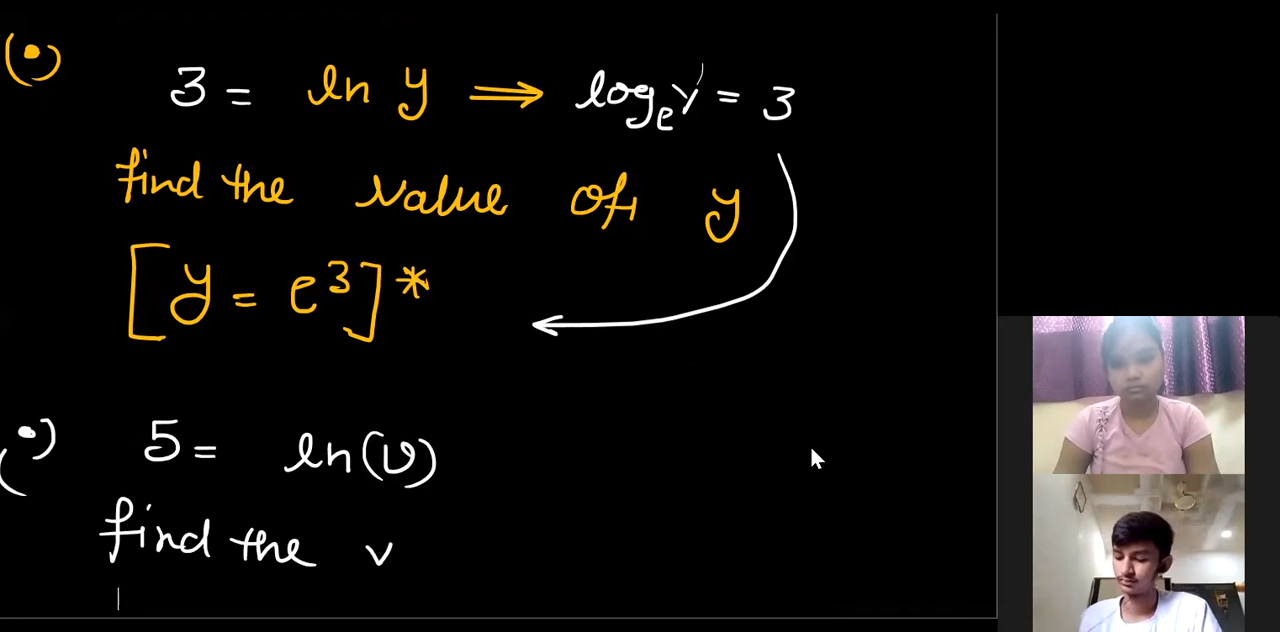 (•) 3 = ln y ⟹ logₑy = 3
find the value of y
[y = e³]*
(•) 5 = ln(v)
find the v